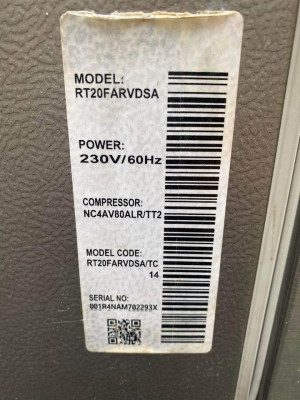 MODEL:
RT20FARVDSA
POWER:
230V/60Hz
COMPRESSOR:
NC4AV80ALR/TT2
MODEL CODE:
RT20FARVDSA/TC
14
SERIAL NO:
001R4NAM702293X